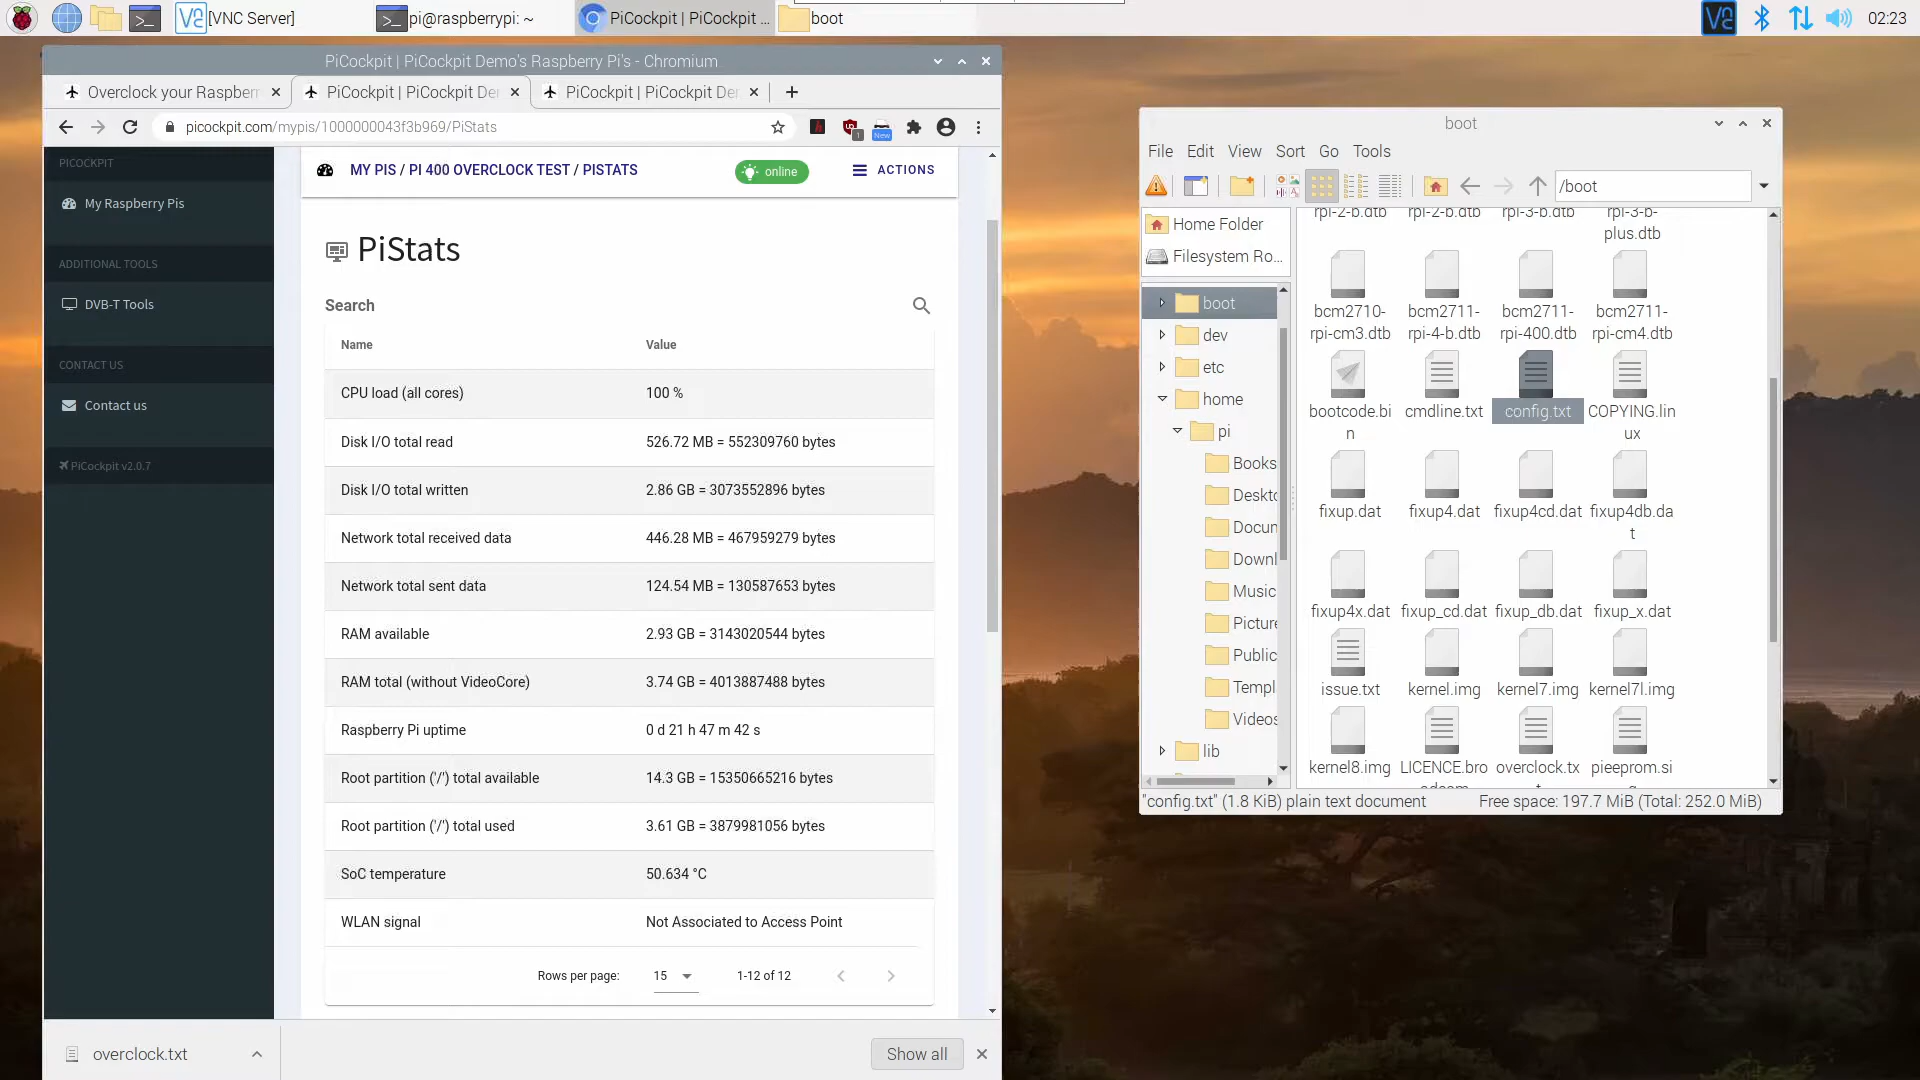 [VNC Server]
pi@raspberrypi: ~
PiCockpit | PiCockpit ...
boot
02:23
PiCockpit | PiCockpit Demo's Raspberry Pi's - Chromium
Overclock your Raspberr
PiCockpit | PiCockpit De
PiCockpit | PiCockpit De
picockpit.com/mypis/1000000043f3b969/PiStats
1
New
PICOCKPIT
My Raspberry Pis
ADDITIONAL TOOLS
DVB-T Tools
CONTACT US
Contact us
PiCockpit v2.0.7
MY PIS / PI 400 OVERCLOCK TEST / PISTATS
online
ACTIONS
PiStats
Search
Name Value
CPU load (all cores) 100 %
Disk I/O total read 526.72 MB = 552309760 bytes
Disk I/O total written 2.86 GB = 3073552896 bytes
Network total received data 446.28 MB = 467959279 bytes
Network total sent data 124.54 MB = 130587653 bytes
RAM available 2.93 GB = 3143020544 bytes
RAM total (without VideoCore) 3.74 GB = 4013887488 bytes
Raspberry Pi uptime 0 d 21 h 47 m 42 s
Root partition ('/') total available 14.3 GB = 15350665216 bytes
Root partition ('/') total used 3.61 GB = 3879981056 bytes
SoC temperature 50.634 °C
WLAN signal Not Associated to Access Point
Rows per page: 15 1-12 of 12
overclock.txt
Show all
boot
File Edit View Sort Go Tools
/boot
Home Folder
Filesystem Ro...
boot
dev
etc
home
pi
Books
Deskto
Docun
Downl
Music
Picture
Public
Templ
Videos
lib
rpi-2-b.dtb rpi-2-b.dtb rpi-3-b.dtb rpi-3-b-
plus.dtb
bcm2710- bcm2711- bcm2711- bcm2711-
rpi-cm3.dtb rpi-4-b.dtb rpi-400.dtb rpi-cm4.dtb
bootcode.bi cmdline.txt config.txt COPYING.lin
n ux
fixup.dat fixup4.dat fixup4cd.dat fixup4db.da
t
fixup4x.dat fixup_cd.dat fixup_db.dat fixup_x.dat
issue.txt kernel.img kernel7.img kernel7l.img
kernel8.img LICENCE.bro overclock.tx pieeprom.si
"config.txt" (1.8 KiB) plain text document Free space: 197.7 MiB (Total: 252.0 MiB)